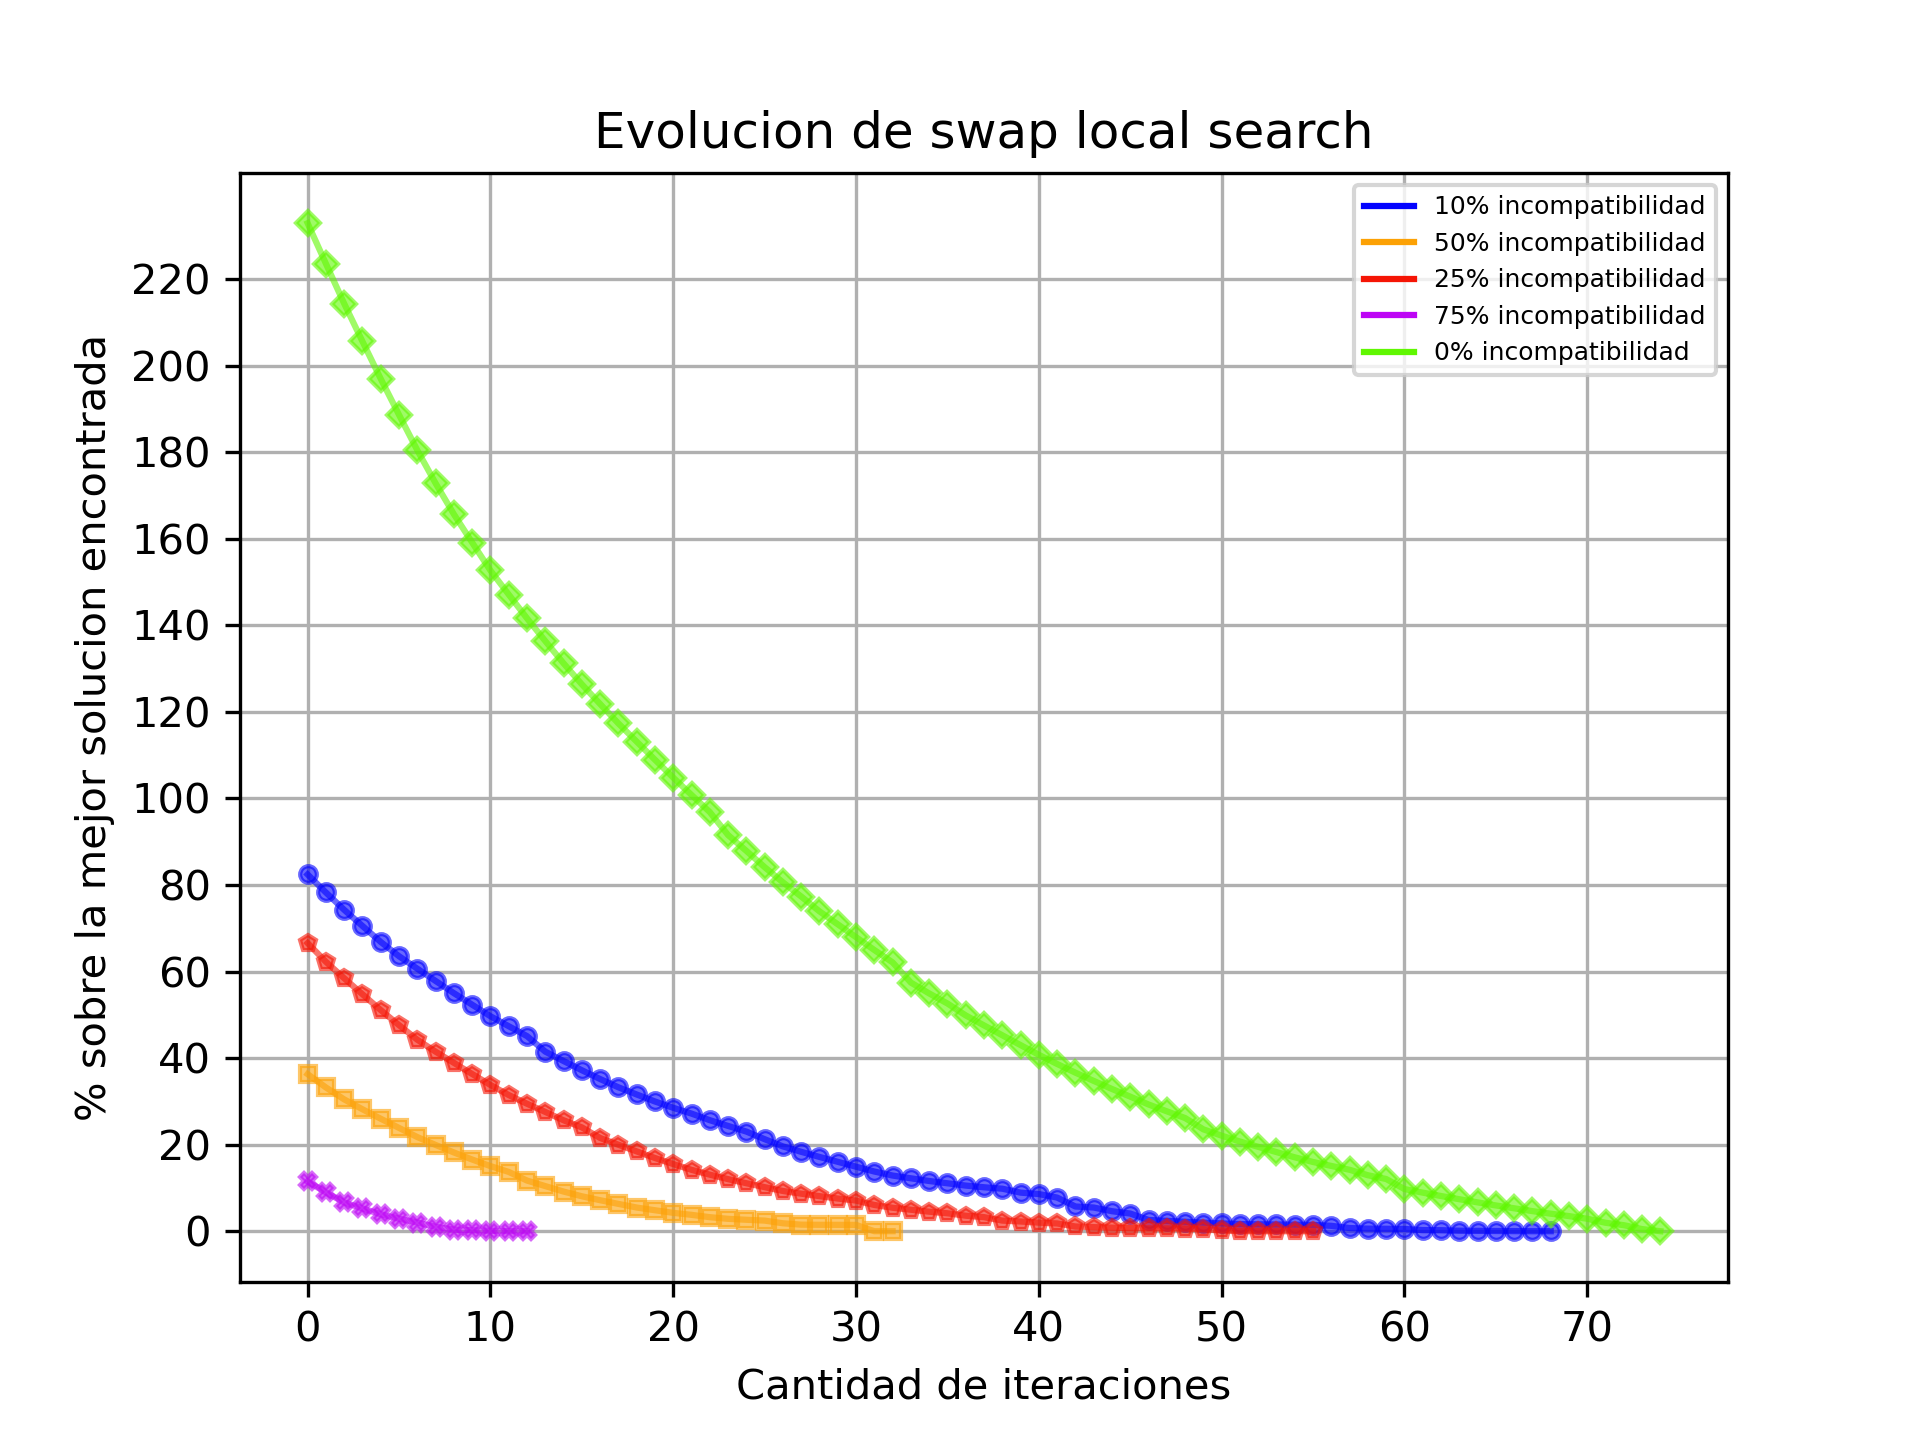 Evolucion de swap local search
10% incompatibilidad
50% incompatibilidad
25% incompatibilidad
75% incompatibilidad
0% incompatibilidad
% sobre la mejor solucion encontrada
220
200
180
160
140
120
100
80
60
40
20
0
0 10 20 30 40 50 60 70
Cantidad de iteraciones